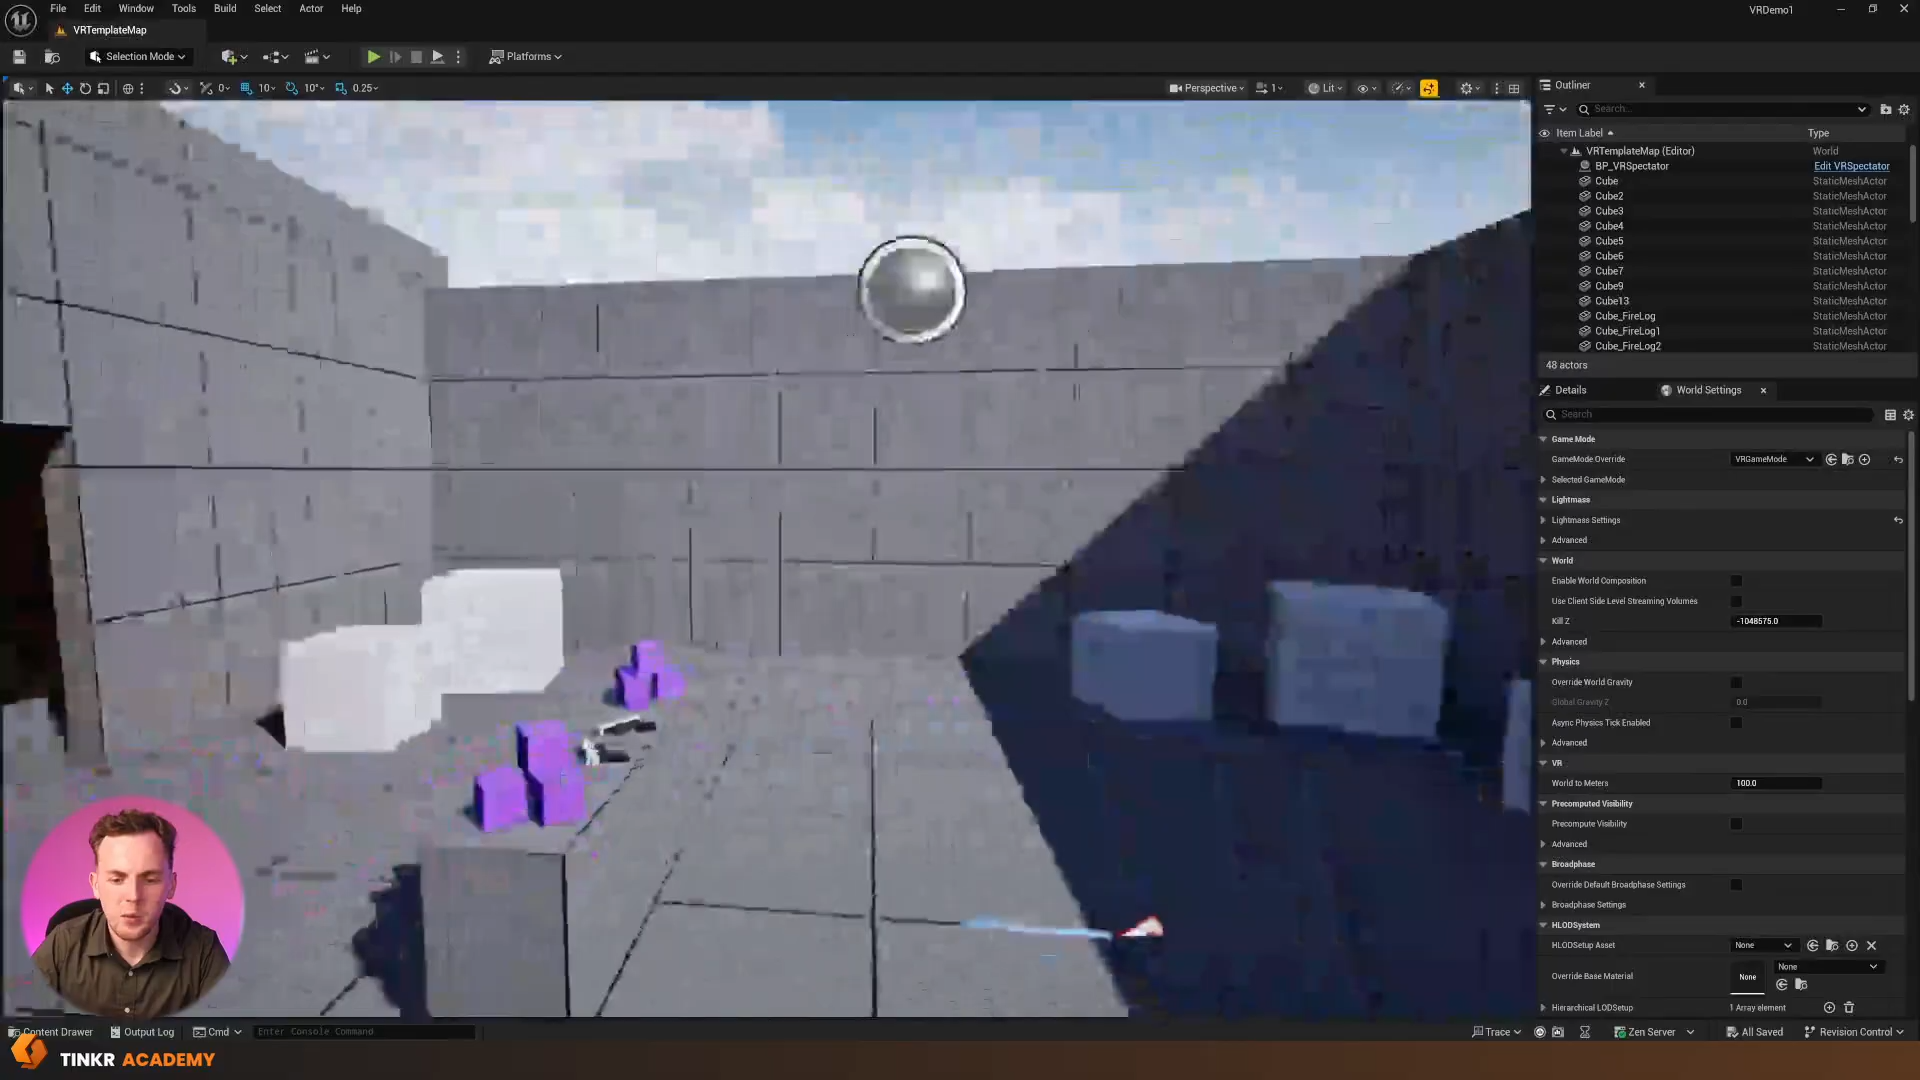 File Edit Window Tools Build Select Actor Help
VRDemo1
VRTemplateMap
Selection Mode
Platforms
0
10
10°
0.25
Perspective
1
Lit
Outliner
Search...
Item Label
Type
VRTemplateMap (Editor) World
BP_VRSpectator Edit VRSpectator
Cube StaticMeshActor
Cube2 StaticMeshActor
Cube3 StaticMeshActor
Cube4 StaticMeshActor
Cube5 StaticMeshActor
Cube6 StaticMeshActor
Cube7 StaticMeshActor
Cube9 StaticMeshActor
Cube13 StaticMeshActor
Cube_FireLog StaticMeshActor
Cube_FireLog1 StaticMeshActor
Cube_FireLog2 StaticMeshActor
48 actors
Details
World Settings
Search
Game Mode
GameMode Override VRGameMode
Selected GameMode
Lightmass
Lightmass Settings
Advanced
World
Enable World Composition
Use Client Side Level Streaming Volumes
Kill Z -1048575.0
Advanced
Physics
Override World Gravity
Global Gravity Z 0.0
Async Physics Tick Enabled
Advanced
VR
World to Meters 100.0
Precomputed Visibility
Precompute Visibility
Advanced
Broadphase
Override Default Broadphase Settings
Broadphase Settings
HLODSystem
HLODSetup Asset None
Override Base Material None None
Hierarchical LODSetup 1 Array element
Content Drawer
Output Log
Cmd
Enter Console Command
Trace
Zen Server
All Saved
Revision Control
TINKR ACADEMY